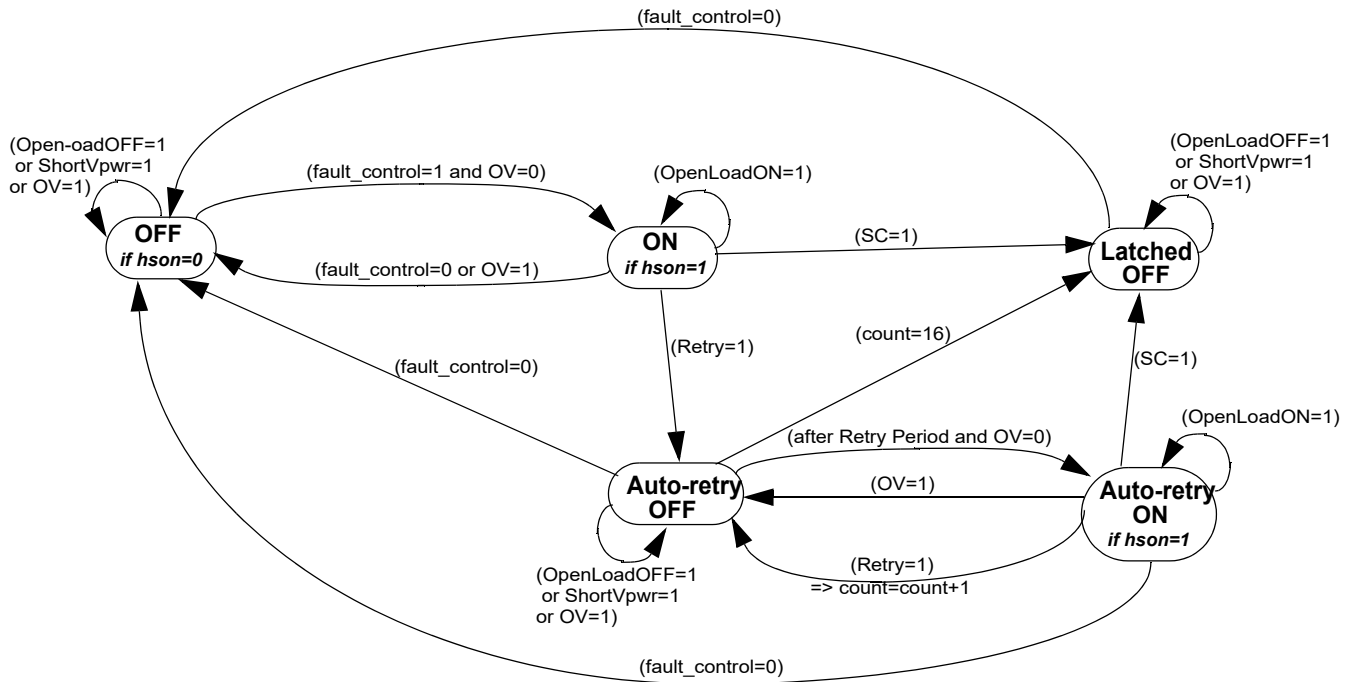 (fault_control=0)
(Open-oadOFF=1
or ShortVpwr=1
or OV=1)
(fault_control=1 and OV=0)
(OpenLoadON=1)
(OpenLoadOFF=1
or ShortVpwr=1
or OV=1)
OFF
if hson=0
ON
if hson=1
(SC=1)
Latched
OFF
(fault_control=0 or OV=1)
(count=16)
(Retry=1)
(fault_control=0)
(SC=1)
(OpenLoadON=1)
(after Retry Period and OV=0)
Auto-retry
OFF
(OV=1)
Auto-retry
ON
if hson=1
(Retry=1)
=> count=count+1
(OpenLoadOFF=1
or ShortVpwr=1
or OV=1)
(fault_control=0)